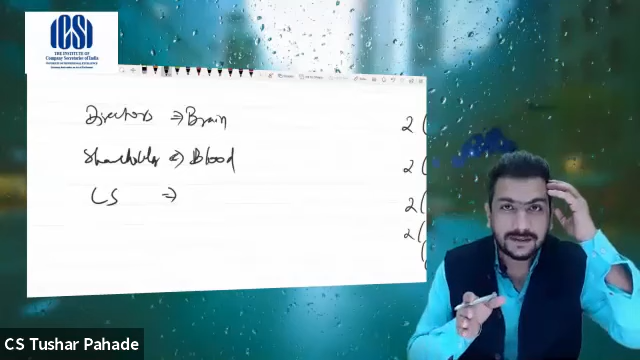 ICSI
THE INSTITUTE OF
Company Secretaries of India
Directors ⇒ Brain
Shareholders ⇒ Blood
CS ⇒
2 (
2 (
2 (
2 (
CS Tushar Pahade